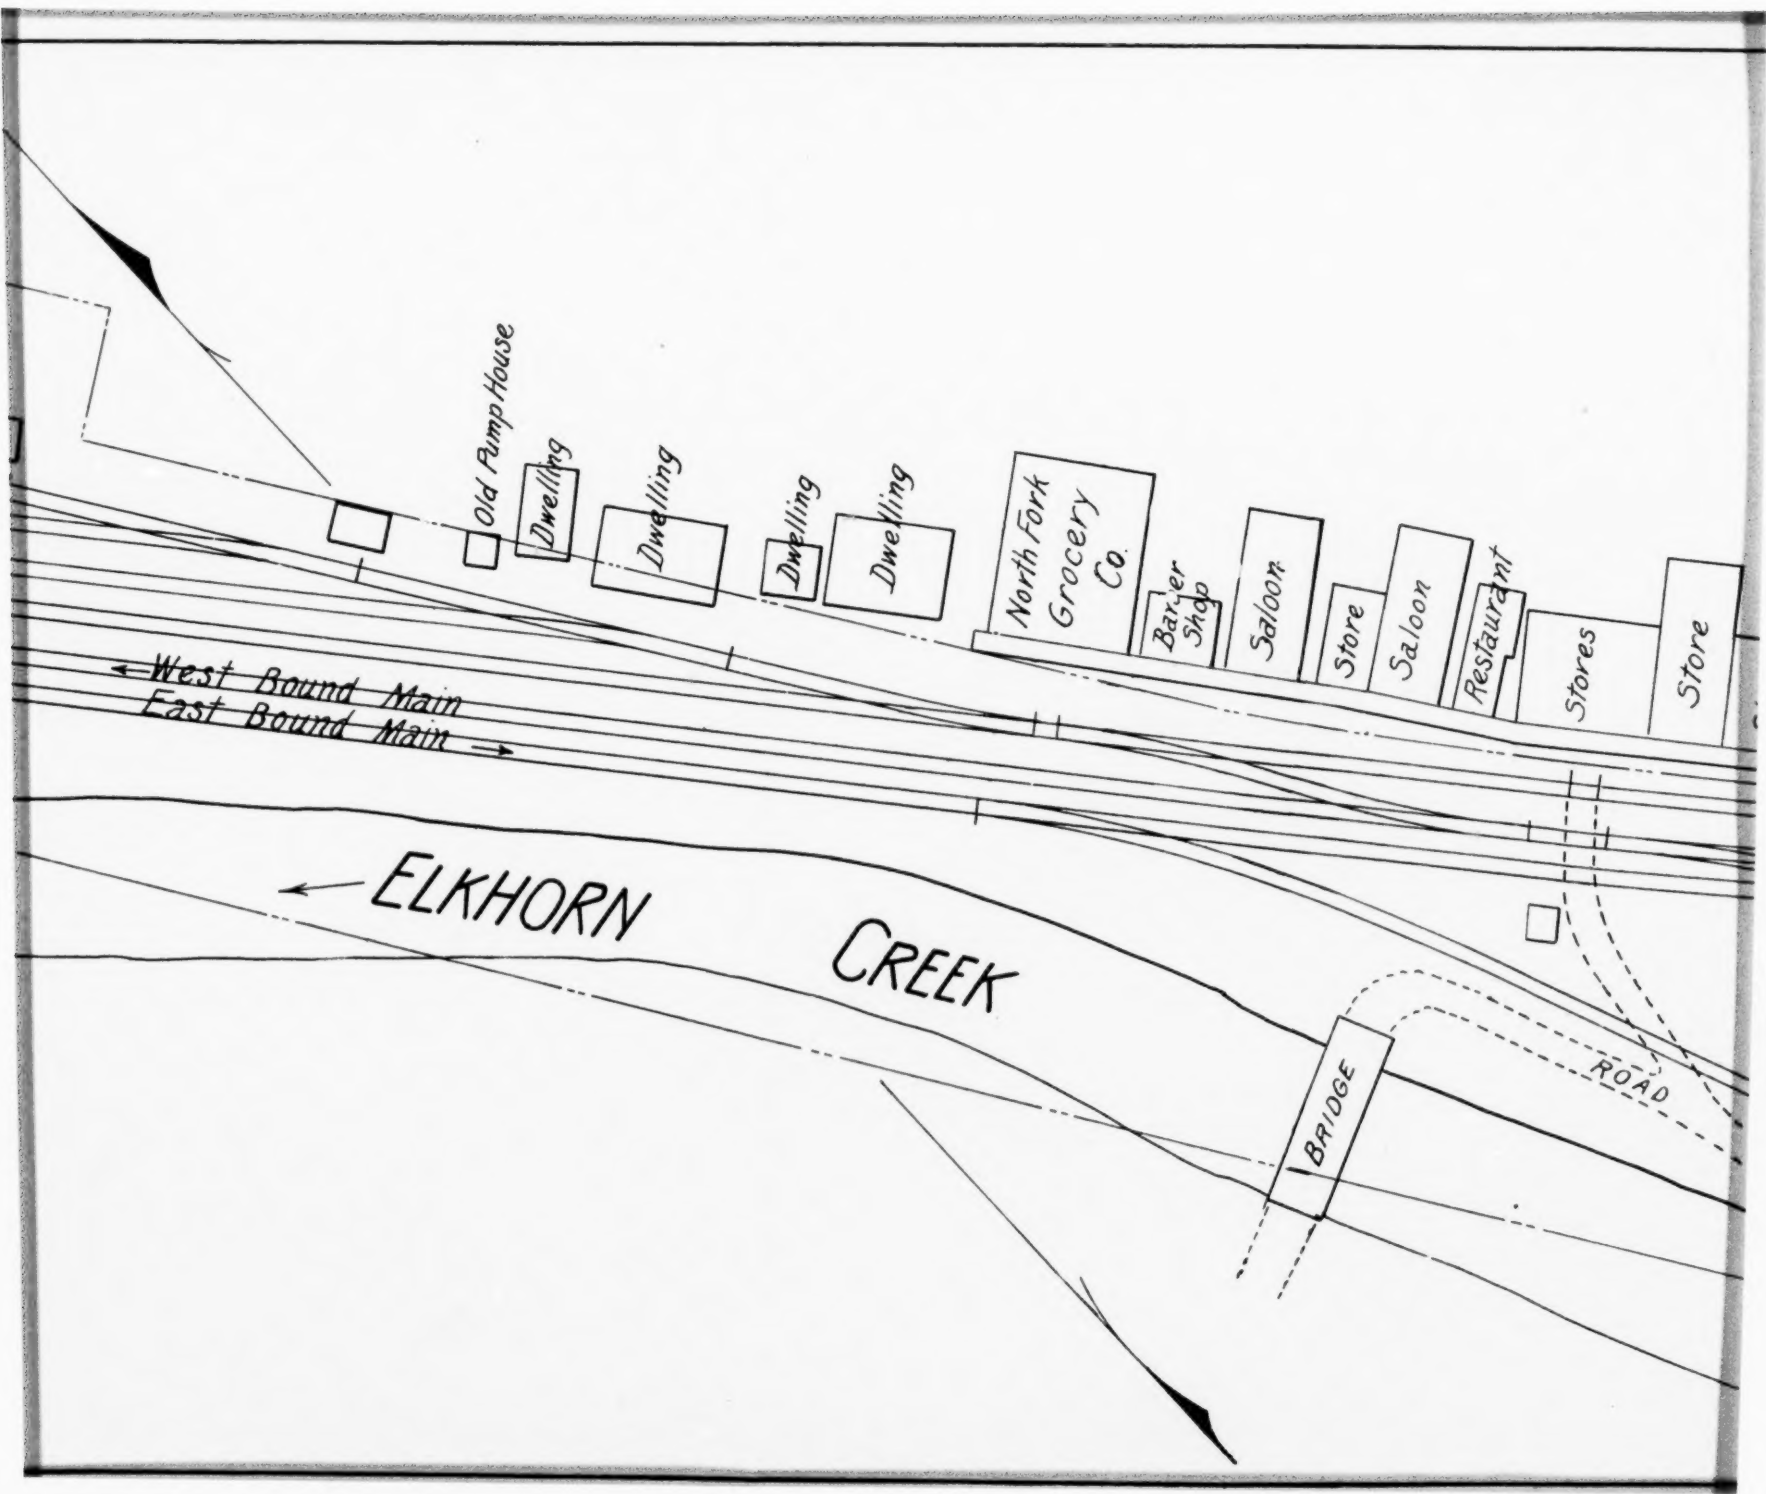 Old Pump House
Dwelling
Dwelling
Dwelling
Dwelling
North Fork
Grocery
Co.
Barber
Shop
Saloon
Store
Saloon
Restaurant
Stores
Store
West Bound Main
East Bound Main
ELKHORN CREEK
BRIDGE
ROAD